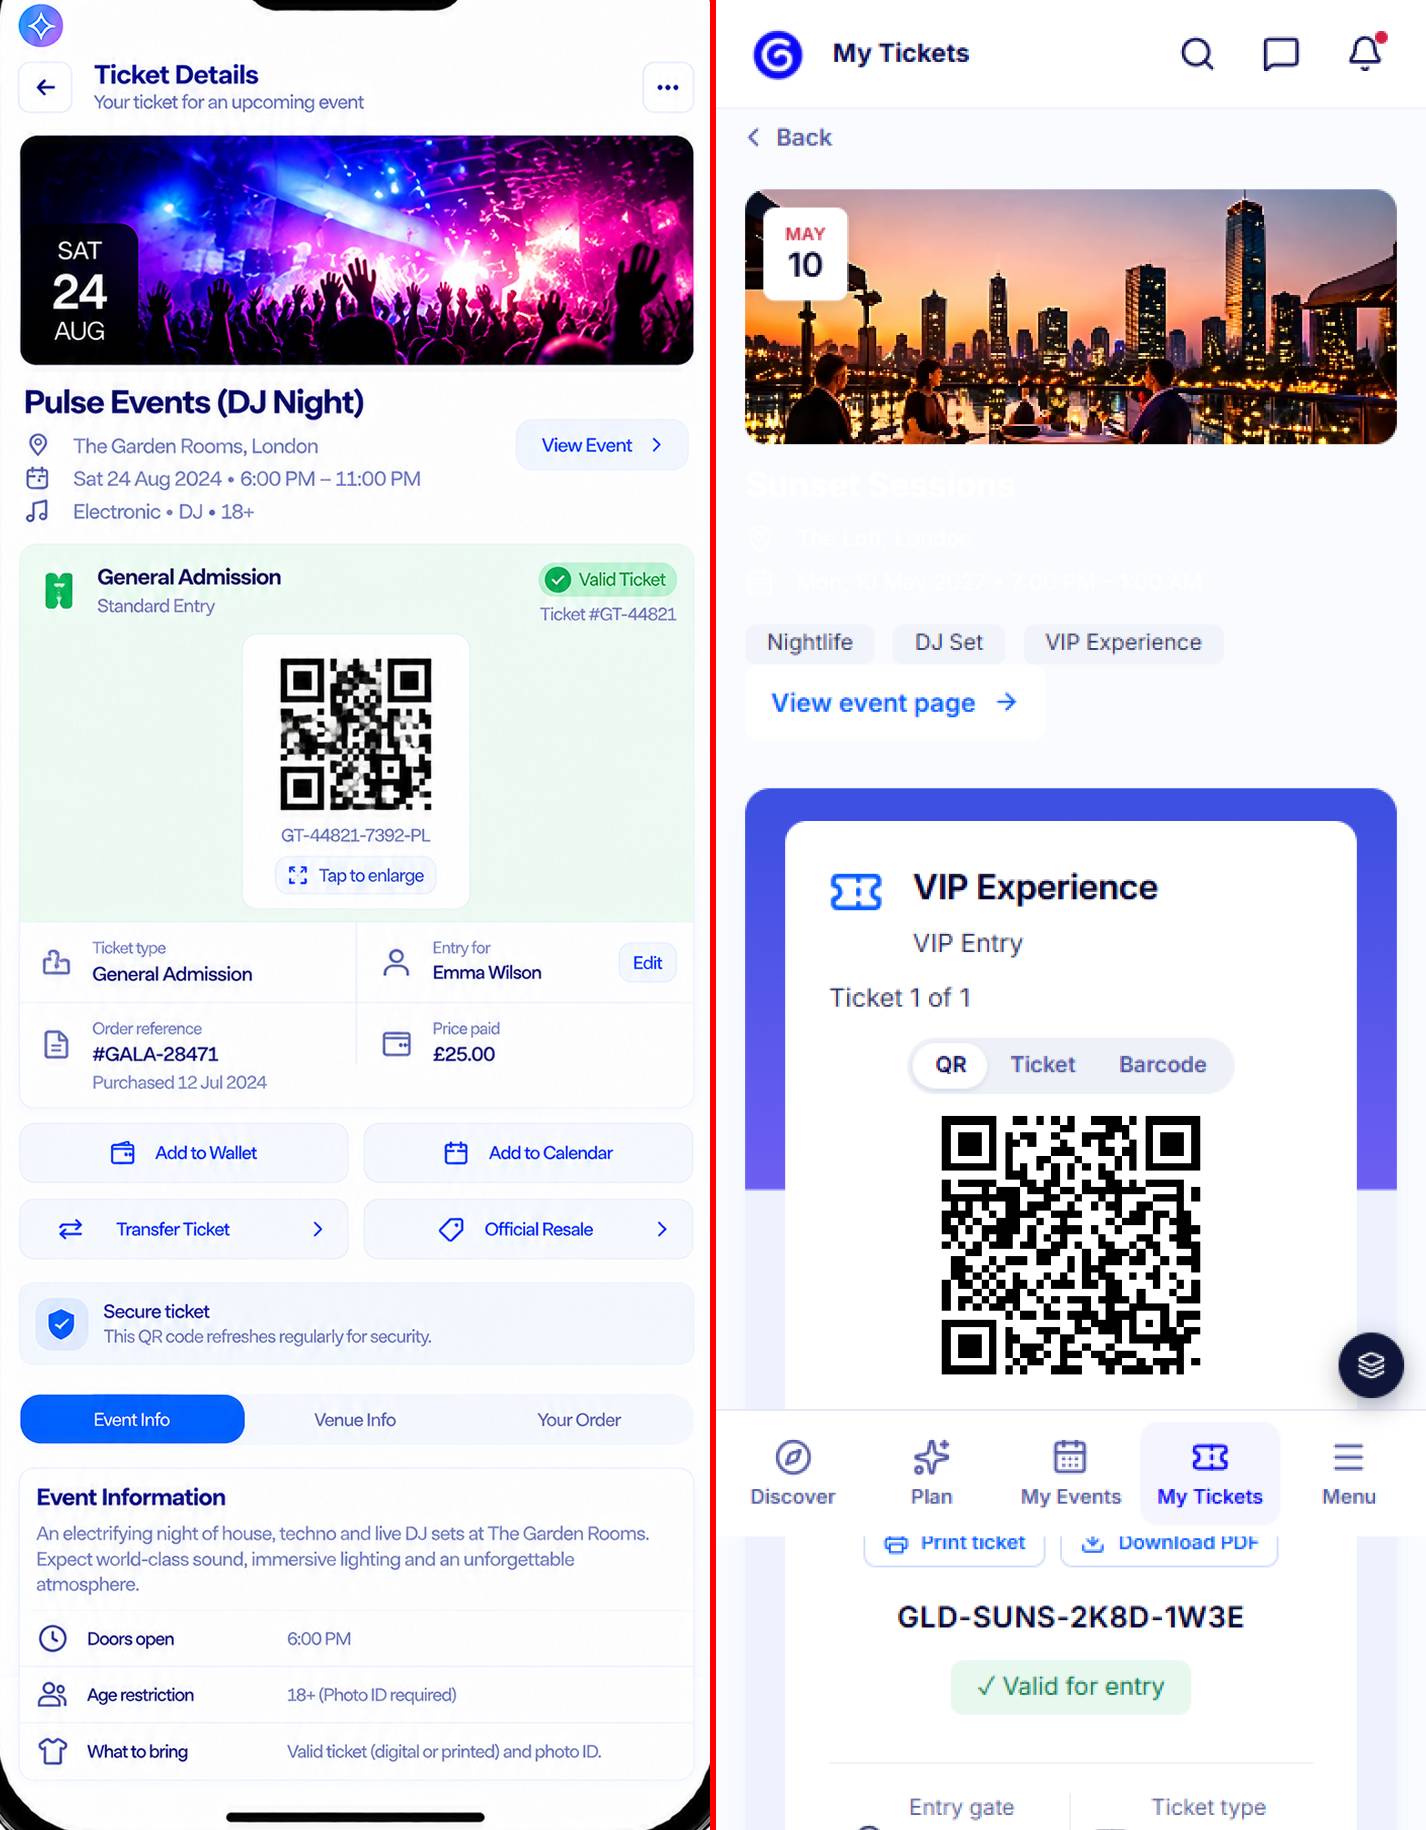 Ticket Details
Your ticket for an upcoming event
SAT
24
AUG
Pulse Events (DJ Night)
The Garden Rooms, London
View Event
Sat 24 Aug 2024 • 6:00 PM – 11:00 PM
Electronic • DJ • 18+
General Admission
Valid Ticket
Standard Entry
Ticket #GT-44821
GT-44821-7392-PL
Tap to enlarge
Ticket type
General Admission
Entry for
Emma Wilson
Edit
Order reference
#GALA-28471
Purchased 12 Jul 2024
Price paid
£25.00
Add to Wallet
Add to Calendar
Transfer Ticket
Official Resale
Secure ticket
This QR code refreshes regularly for security.
Event Info
Venue Info
Your Order
Event Information
An electrifying night of house, techno and live DJ sets at The Garden Rooms.
Expect world-class sound, immersive lighting and an unforgettable
atmosphere.
Doors open
6:00 PM
Age restriction
18+ (Photo ID required)
What to bring
Valid ticket (digital or printed) and photo ID.
My Tickets
Back
MAY
10
Sunset Sessions
The Loft, London
Nightlife
DJ Set
VIP Experience
View event page
VIP Experience
VIP Entry
Ticket 1 of 1
QR
Ticket
Barcode
Discover
Plan
My Events
My Tickets
Menu
Print ticket
Download PDF
GLD-SUNS-2K8D-1W3E
✓ Valid for entry
Entry gate
Ticket type